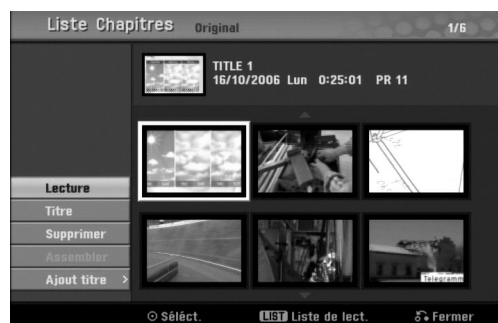 Liste Chapitres Original 1/6
TITLE 1
16/10/2006 Lun 0:25:01 PR 11
Lecture
Titre
Supprimer
Assembler
Ajout titre >
Telegramm
Séléct. LIST Liste de lect. Fermer